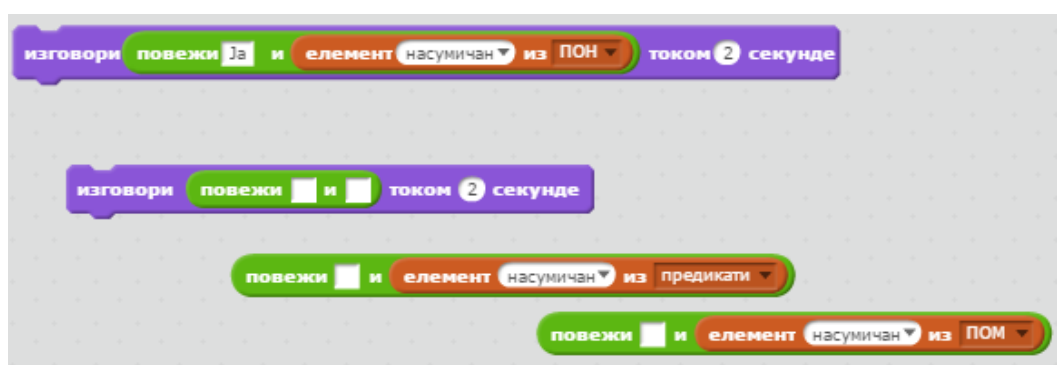 изговори повежи Ја и елемент насумичан из ПОН током 2 секунде
изговори повежи и током 2 секунде
повежи и елемент насумичан из предикати
повежи и елемент насумичан из ПОМ